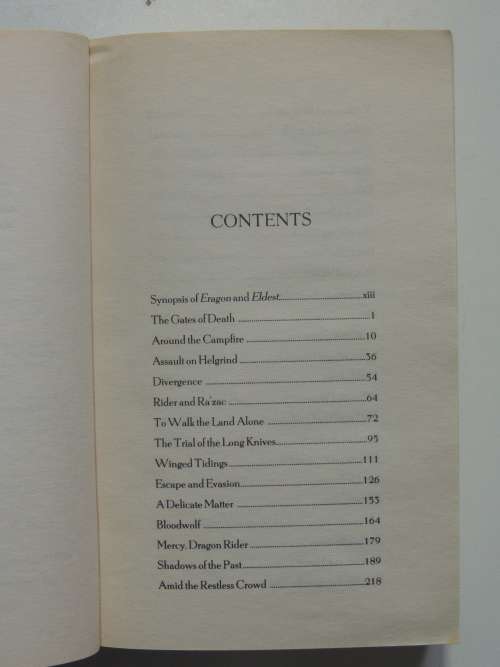 CONTENTS
Synopsis of Eragon and Eldest xiii
The Gates of Death 1
Around the Campfire 10
Assault on Helgrind 36
Divergence 54
Rider and Ra'zac 64
To Walk the Land Alone 72
The Trial of the Long Knives 95
Winged Tidings 111
Escape and Evasion 126
A Delicate Matter 153
Bloodwolf 164
Mercy, Dragon Rider 179
Shadows of the Past 189
Amid the Restless Crowd 218